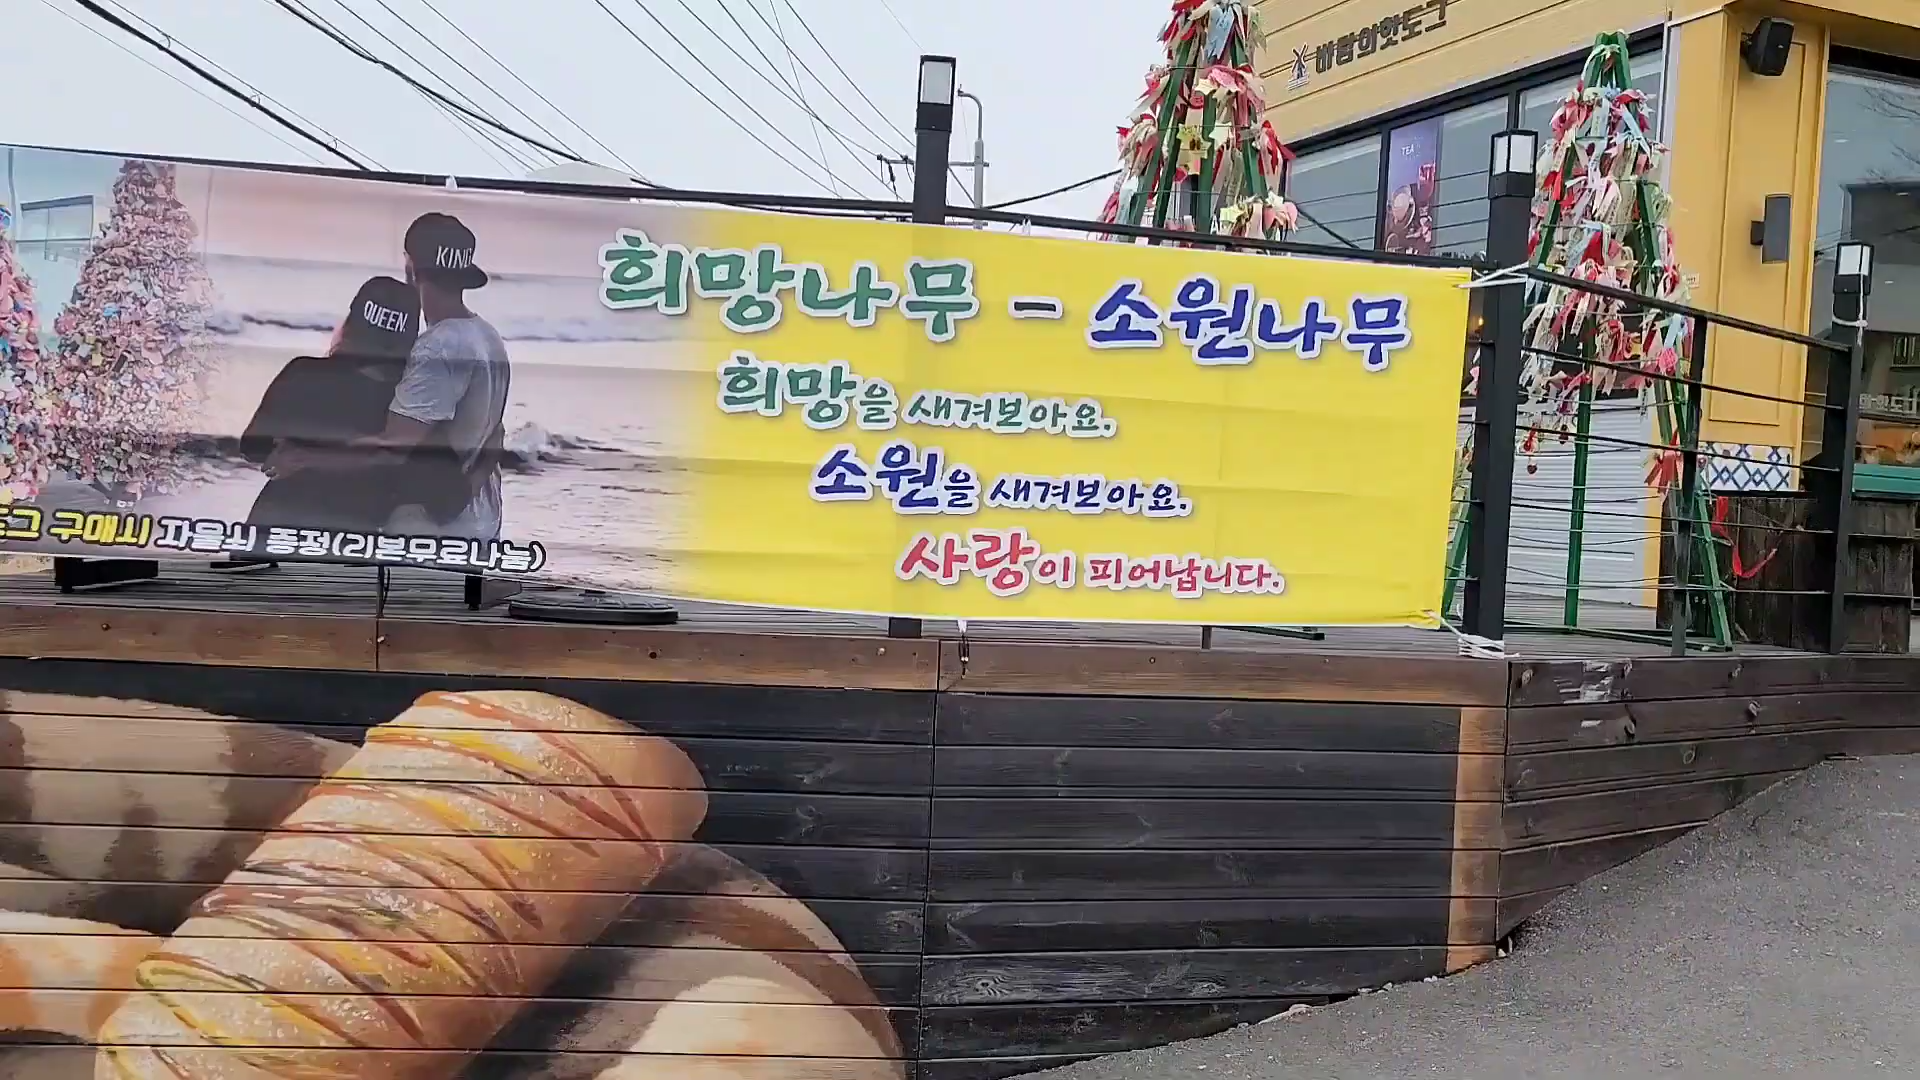 바람의핫도그
TEA
KING
QUEEN.
희망나무 - 소원나무
희망을 새겨보아요.
소원을 새겨보아요.
사랑이 피어납니다.
도그 구매시 자물쇠 증정(리본무료나눔)